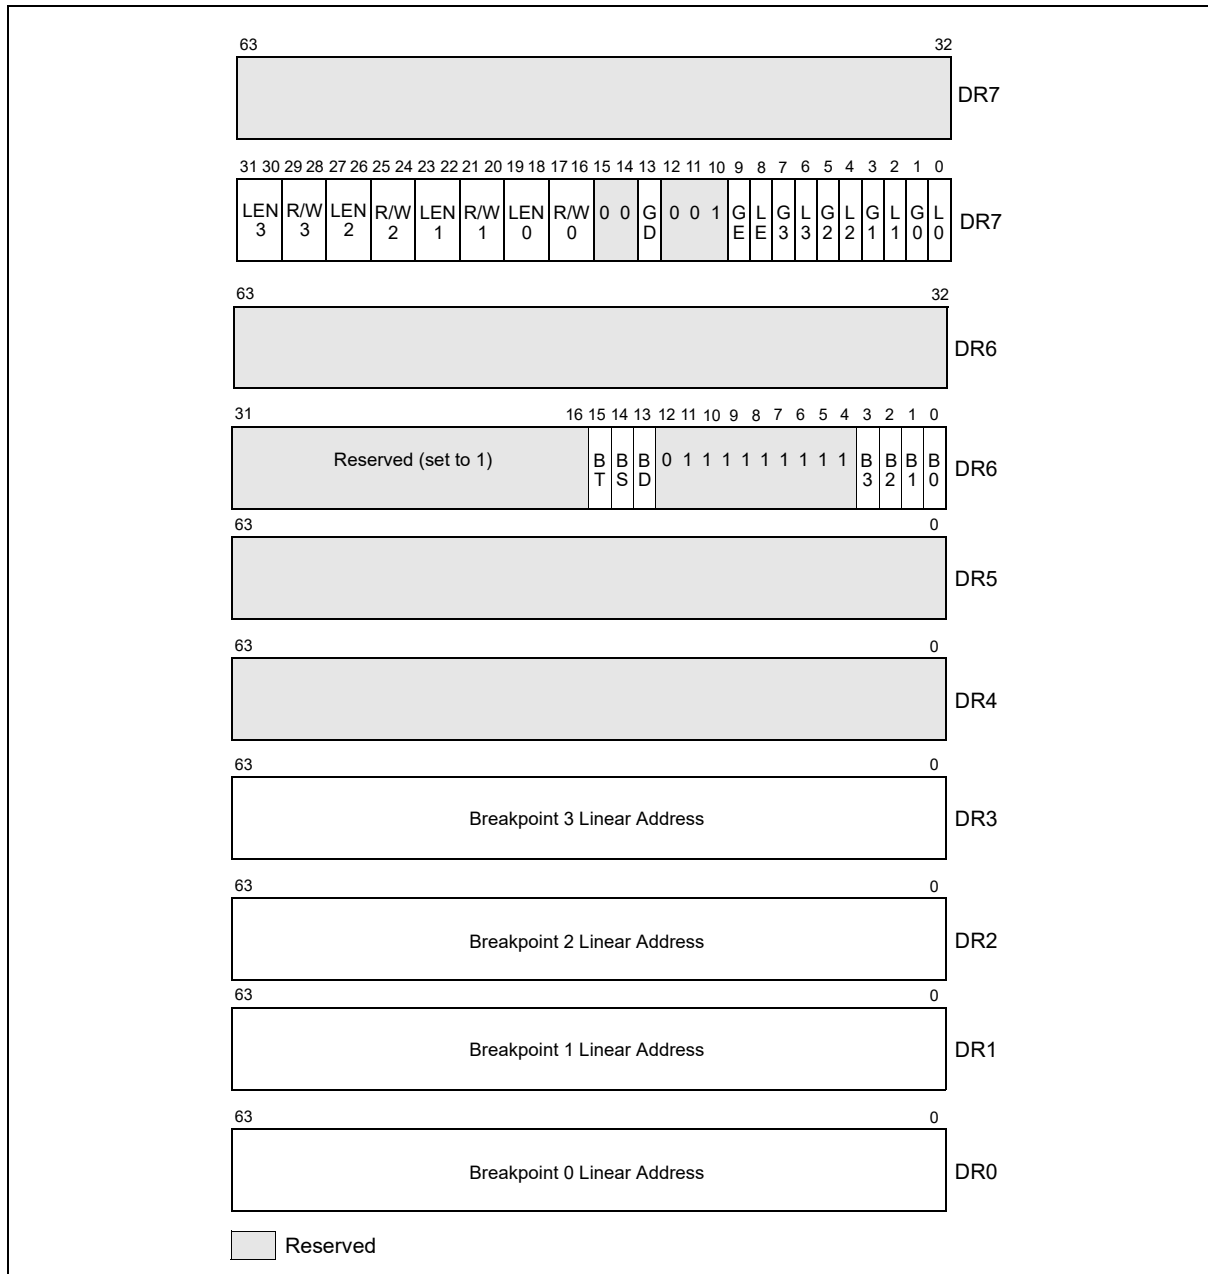 63 32
DR7
31 30 29 28 27 26 25 24 23 22 21 20 19 18 17 16 15 14 13 12 11 10 9 8 7 6 5 4 3 2 1 0
LEN 3 R/W 3 LEN 2 R/W 2 LEN 1 R/W 1 LEN 0 R/W 0 0 0 G D 0 0 1 G E L E G 3 L 3 G 2 L 2 G 1 L 1 G 0 L 0 DR7
63 32
DR6
31 16 15 14 13 12 11 10 9 8 7 6 5 4 3 2 1 0
Reserved (set to 1) B T B S B D 0 1 1 1 1 1 1 1 1 B 3 B 2 B 1 B 0 DR6
63 0
DR5
63 0
DR4
63 0
Breakpoint 3 Linear Address DR3
63 0
Breakpoint 2 Linear Address DR2
63 0
Breakpoint 1 Linear Address DR1
63 0
Breakpoint 0 Linear Address DR0
Reserved